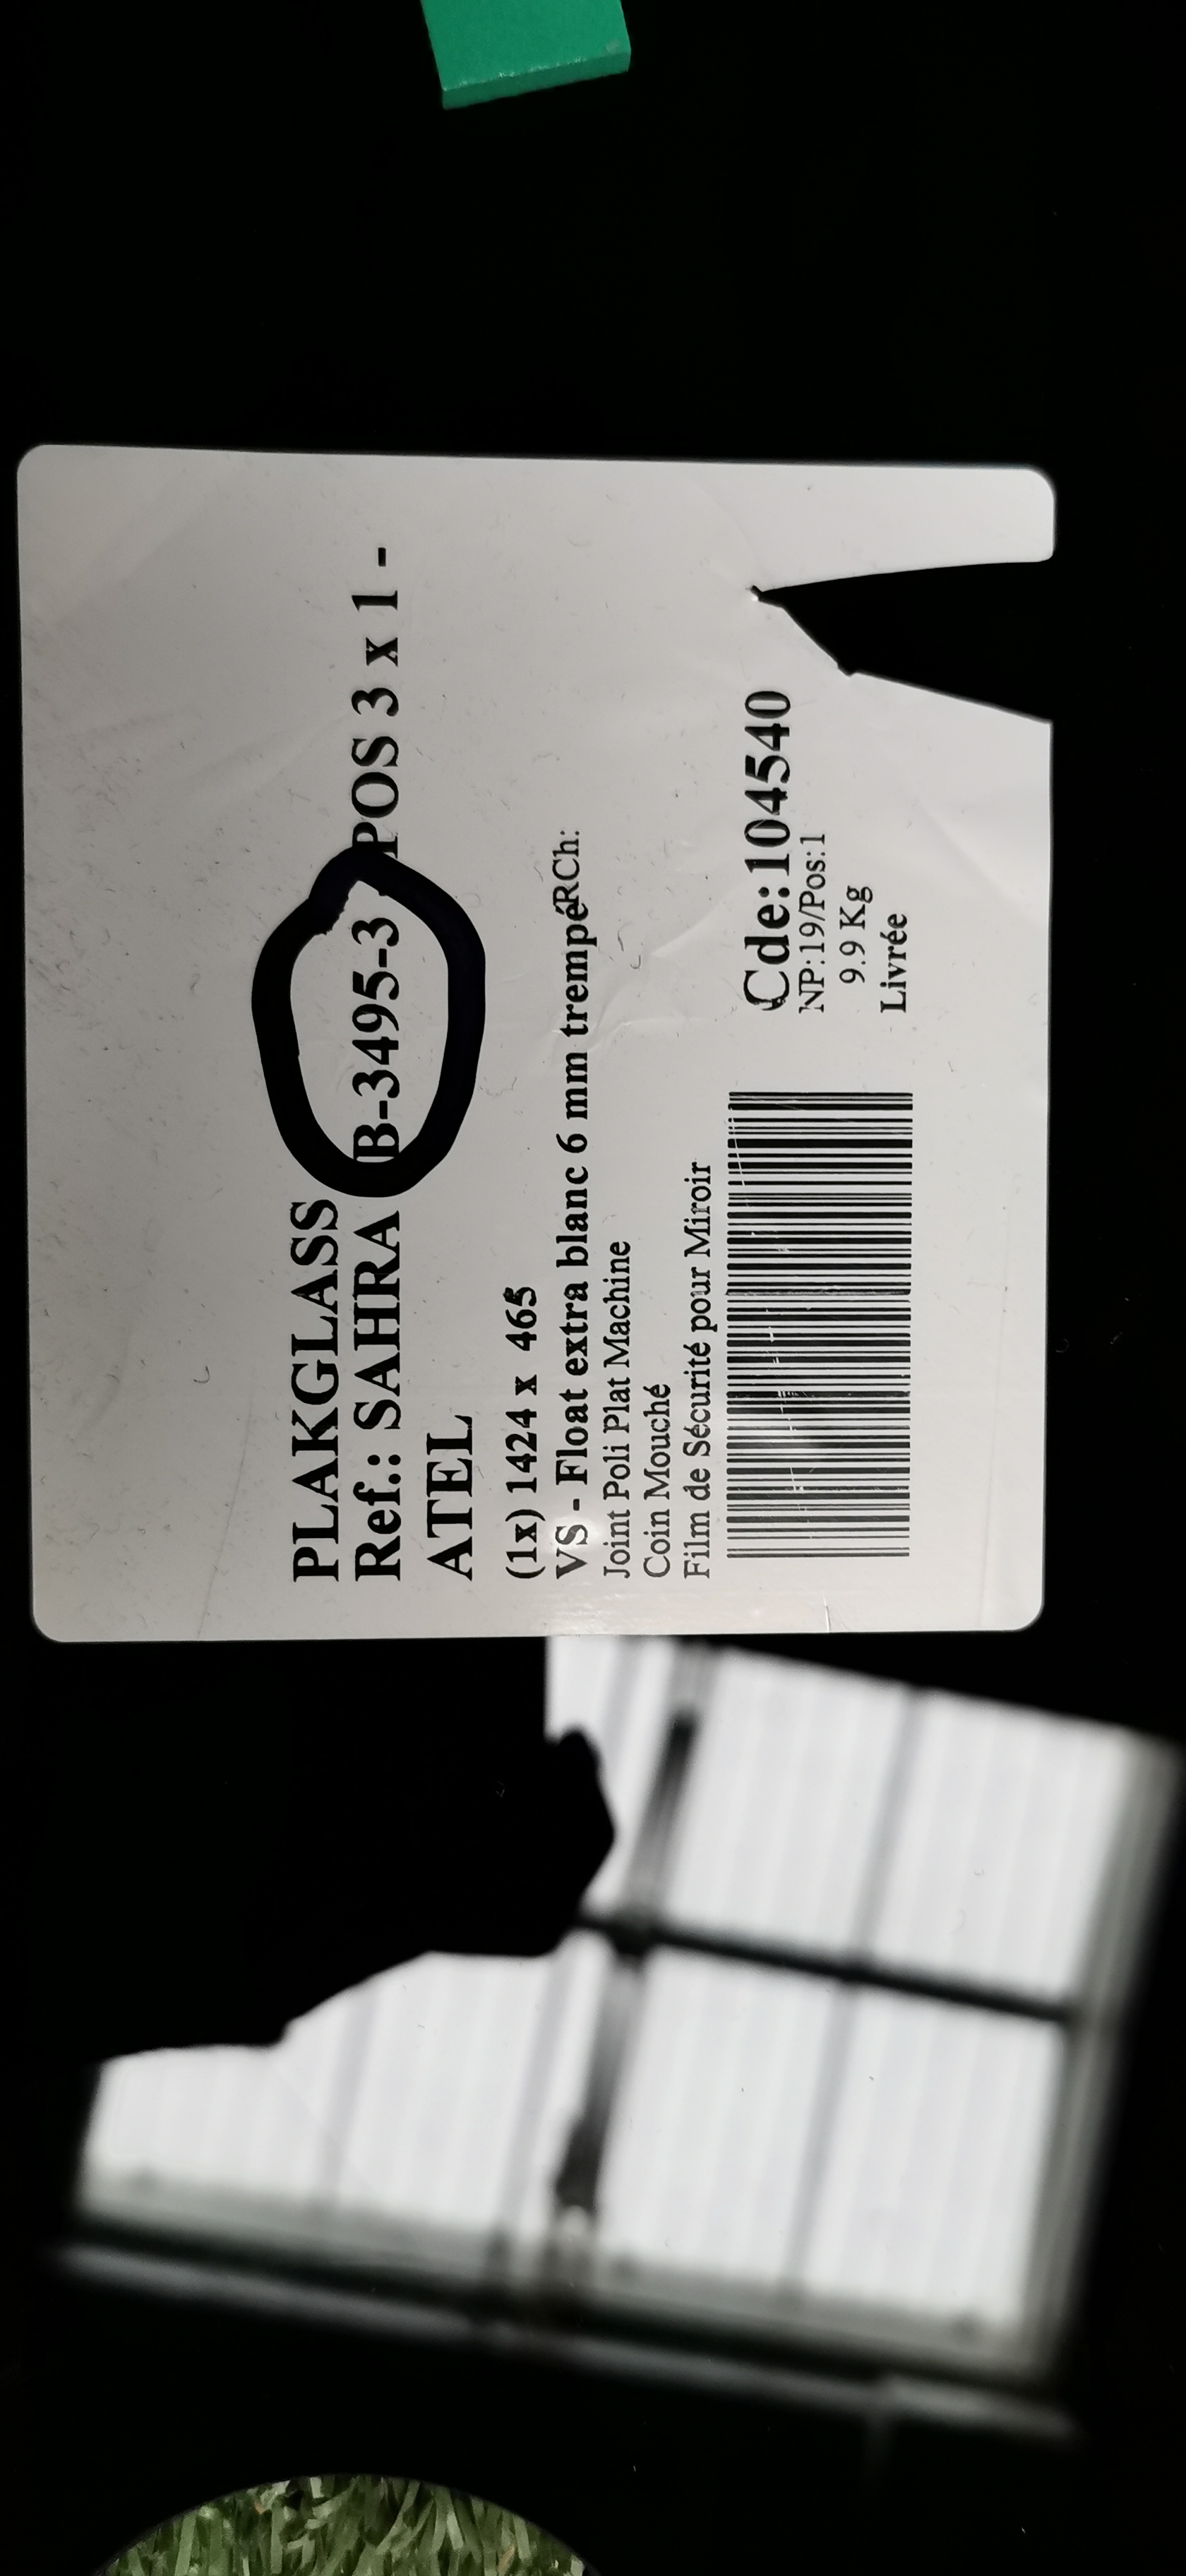 PLAKGLASS
Ref.: SAHRA B-3495-3 POS 3 x 1 -
ATEL
(1x) 1424 x 465
VS - Float extra blanc 6 mm trempé RCh:
Joint Poli Plat Machine
Coin Mouché
Film de Sécurité pour Miroir
Cde:104540
NP:19/Pos:1
9.9 Kg
Livrée